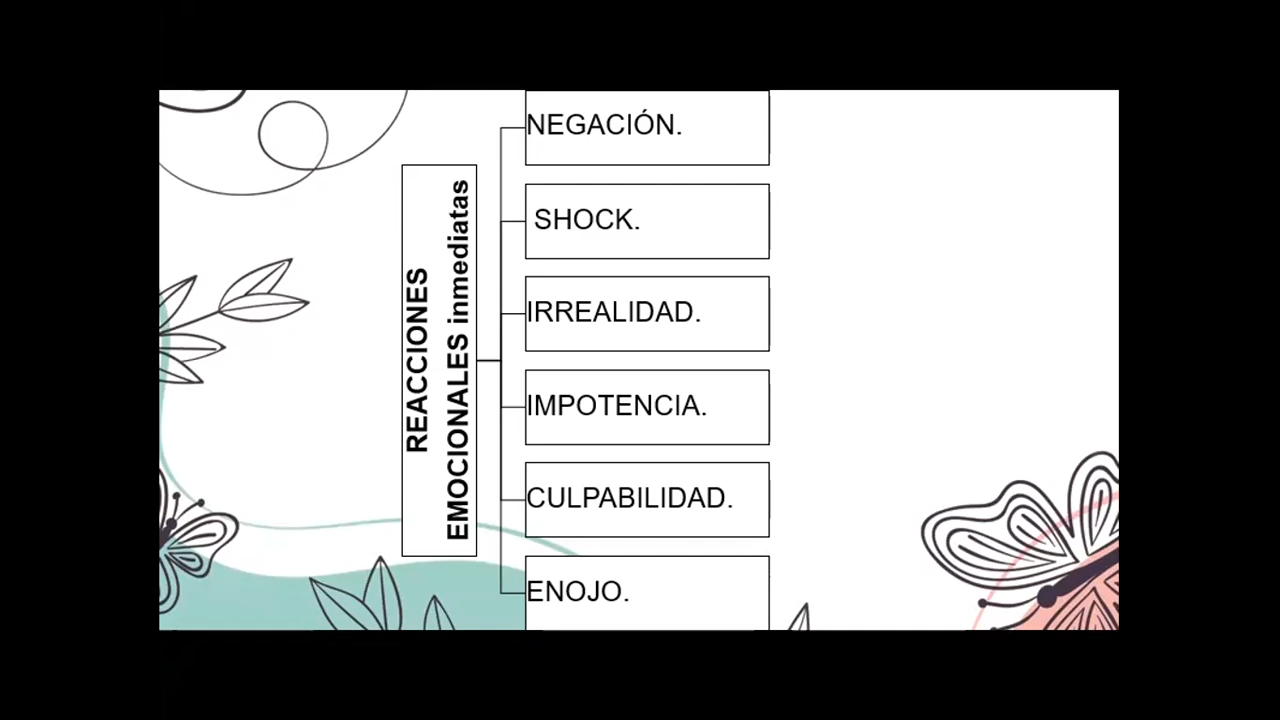 REACCIONES
EMOCIONALES inmediatas
NEGACIÓN.
SHOCK.
IRREALIDAD.
IMPOTENCIA.
CULPABILIDAD.
ENOJO.